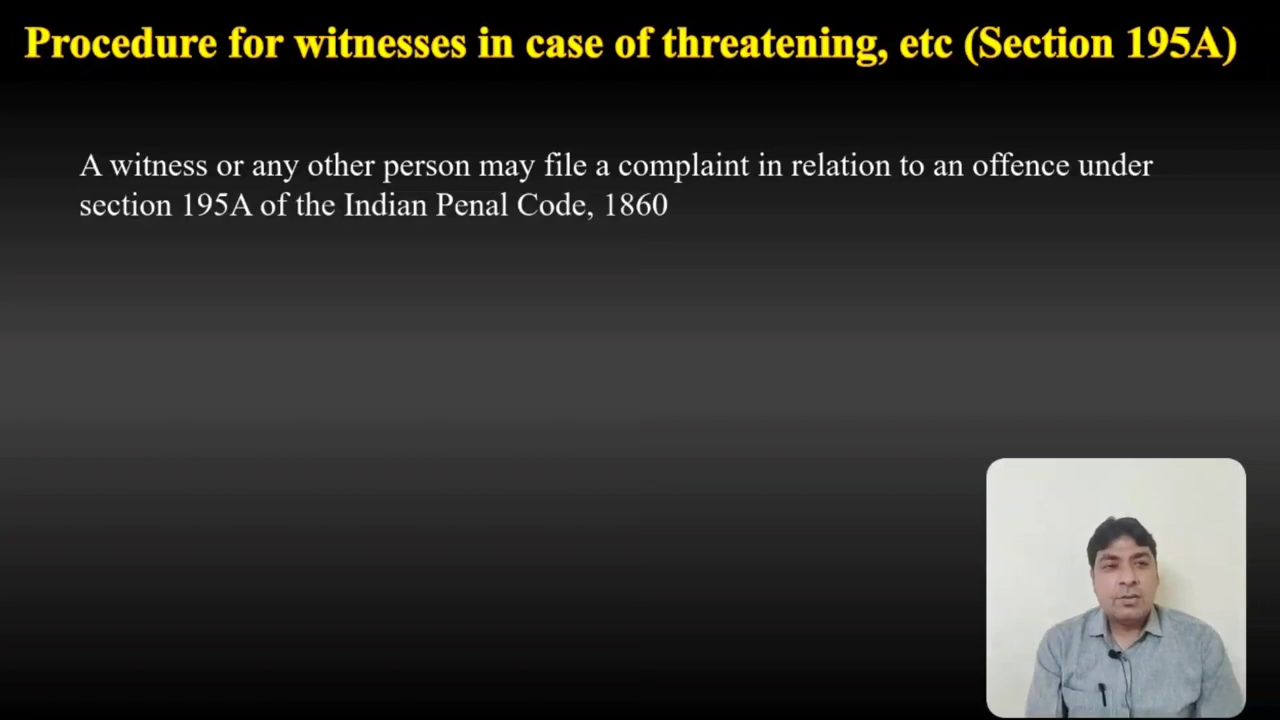 Procedure for witnesses in case of threatening, etc (Section 195A)
A witness or any other person may file a complaint in relation to an offence under
section 195A of the Indian Penal Code, 1860